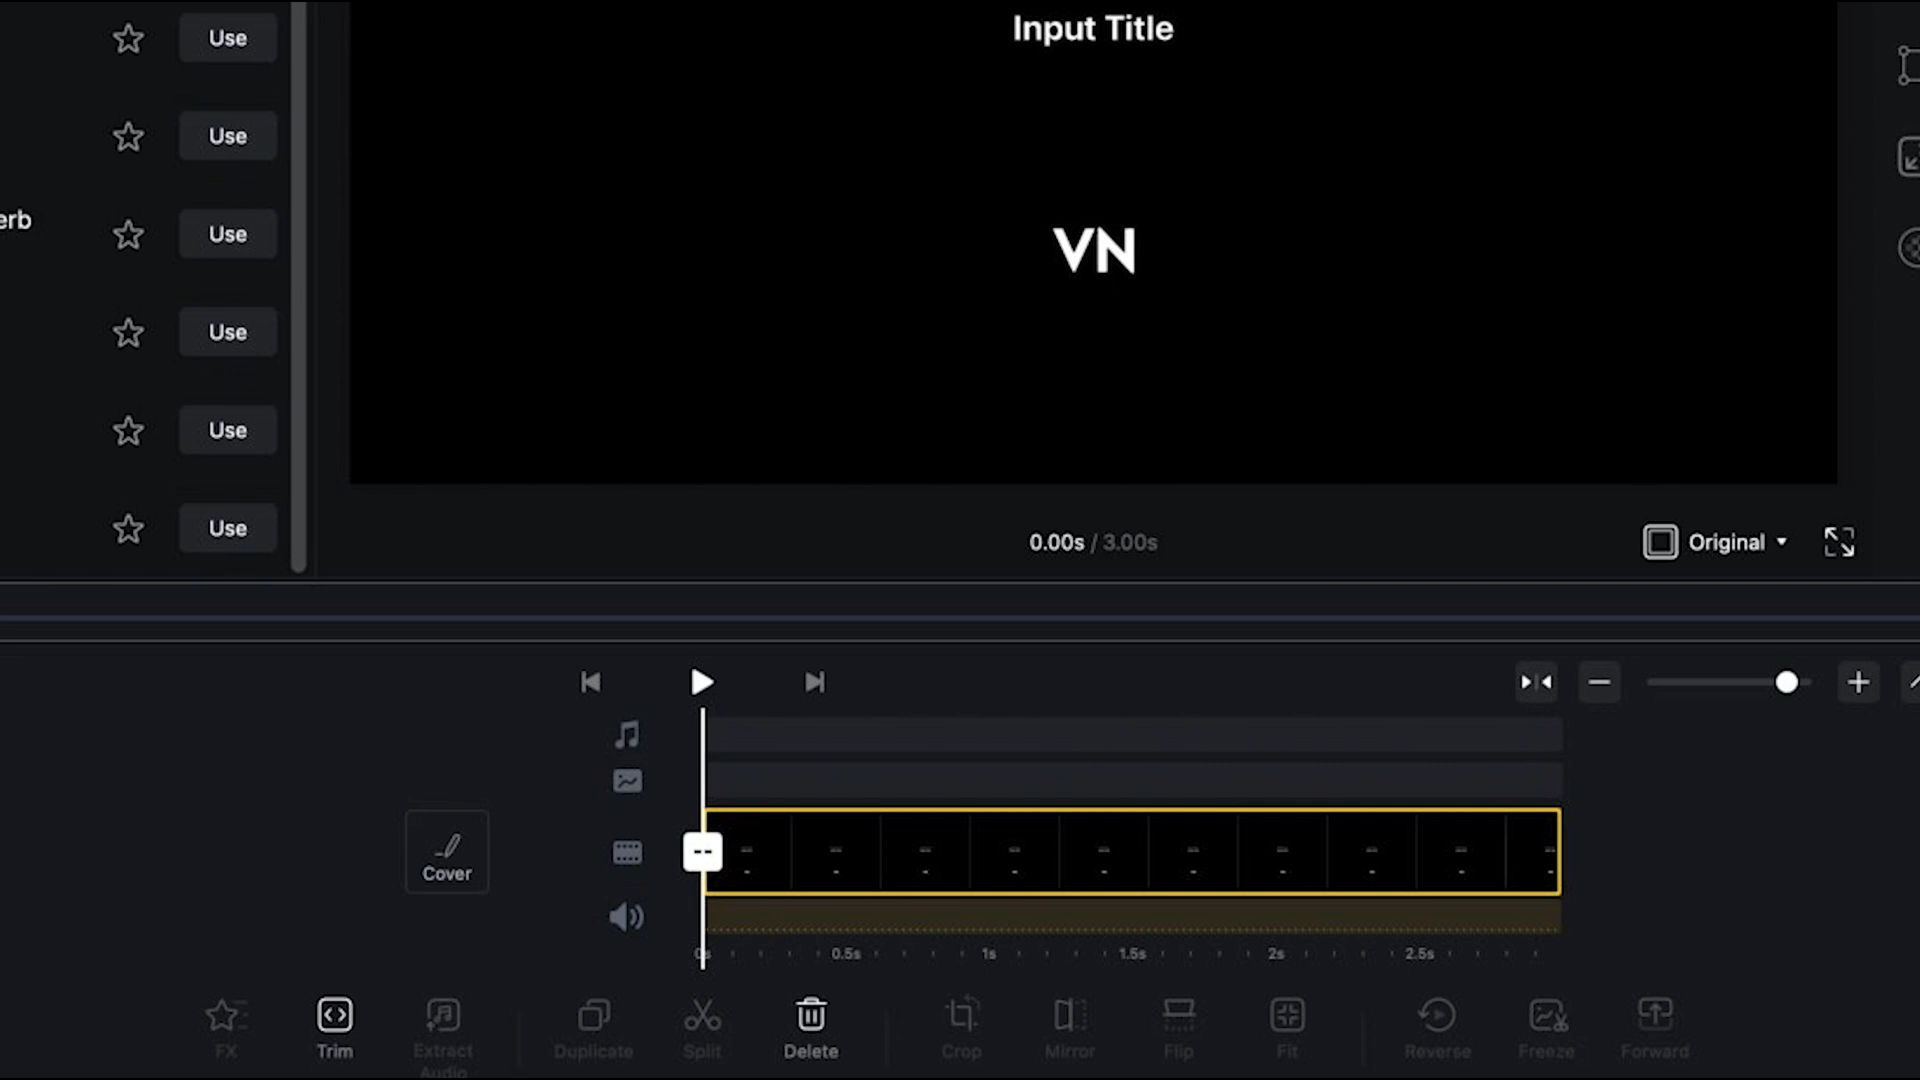 Input Title
VN
Use
Use
erb
Use
Use
Use
Use
0.00s / 3.00s
Original
Cover
0s 0.5s 1s 1.5s 2s 2.5s
FX
Trim
Extract
Audio
Duplicate
Split
Delete
Crop
Mirror
Flip
Fit
Reverse
Freeze
Forward